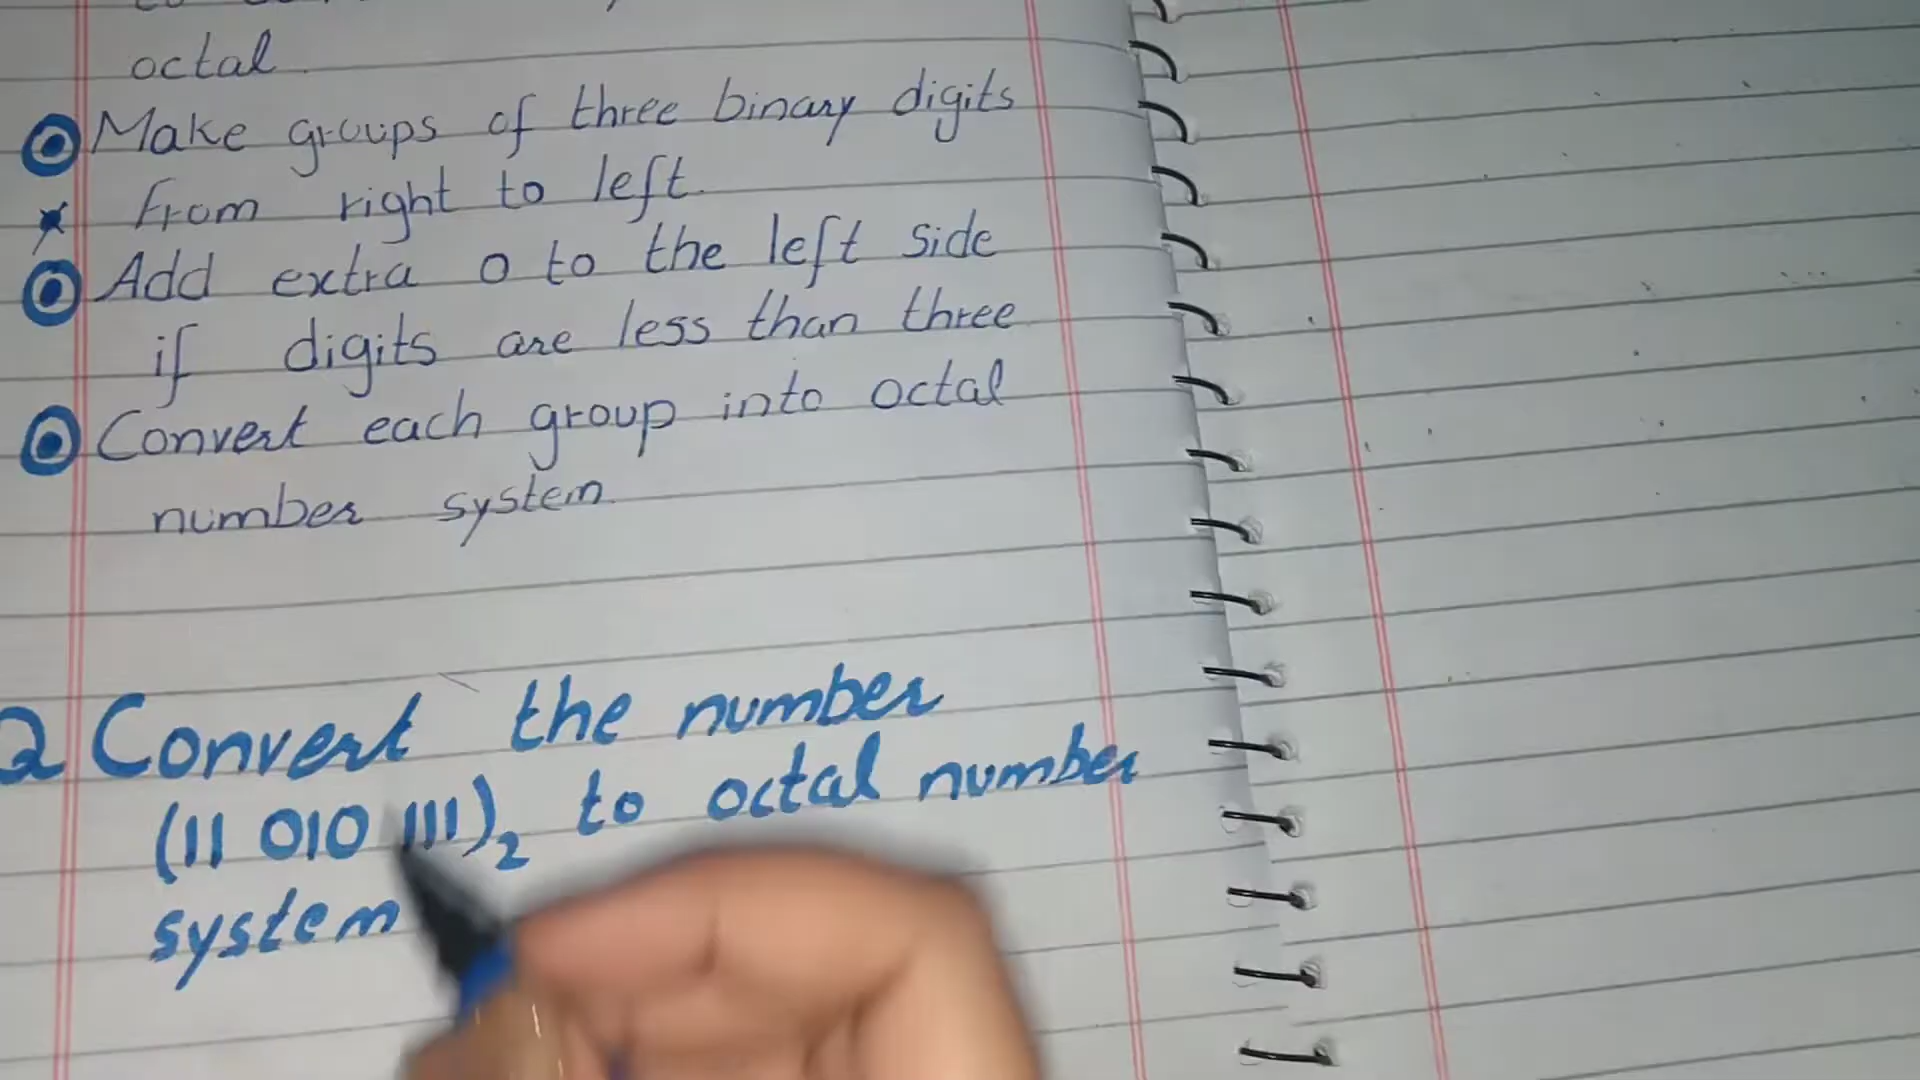 octal
Make groups of three binary digits
from right to left.
Add extra 0 to the left side
if digits are less than three
Convert each group into octal
number system.
2 Convert the number
(11 010 111)2 to octal number
system